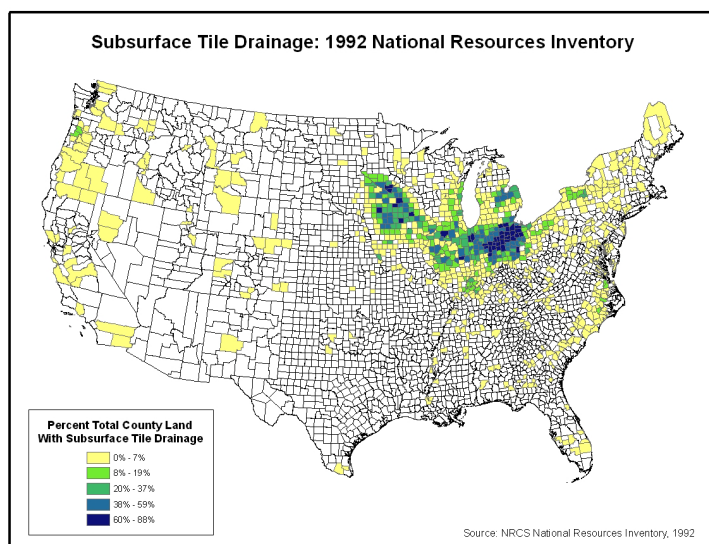 Subsurface Tile Drainage: 1992 National Resources Inventory
Percent Total County Land
With Subsurface Tile Drainage
0% - 7%
8% - 19%
20% - 37%
38% - 59%
60% - 88%
Source: NRCS National Resources Inventory, 1992